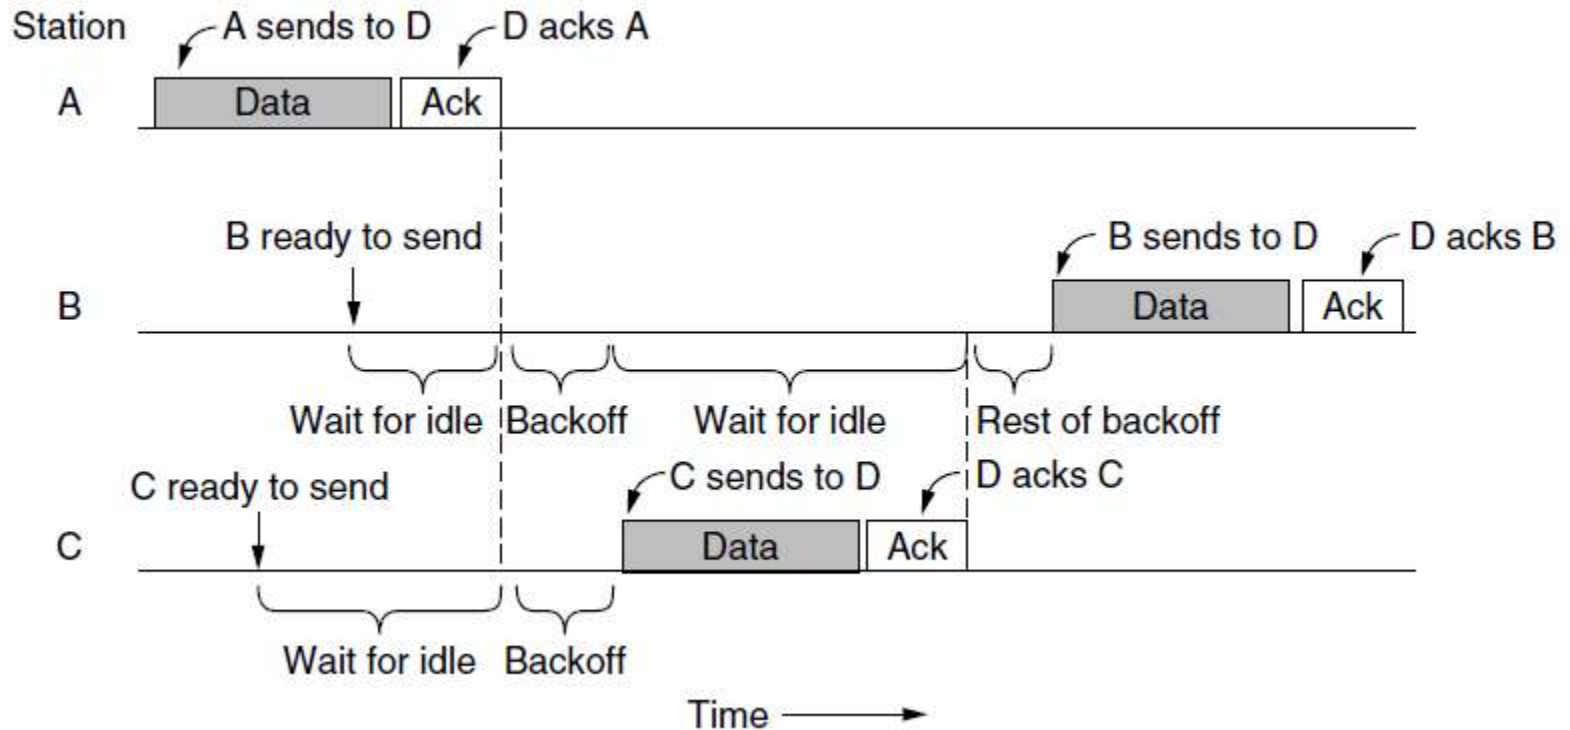 Station
A sends to D
D acks A
A
Data
Ack
B ready to send
B sends to D
D acks B
B
Data
Ack
Wait for idle
Backoff
Wait for idle
Rest of backoff
C ready to send
C sends to D
D acks C
C
Data
Ack
Wait for idle
Backoff
Time